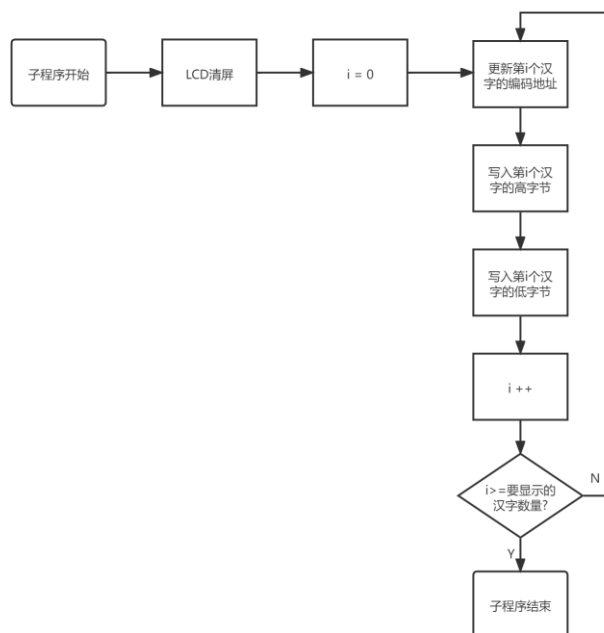 子程序开始
LCD清屏
i = 0
更新第i个汉
字的编码地址
写入第i个汉
字的高字节
写入第i个汉
字的低字节
i ++
i>=要显示的
汉字数量?
N
Y
子程序结束